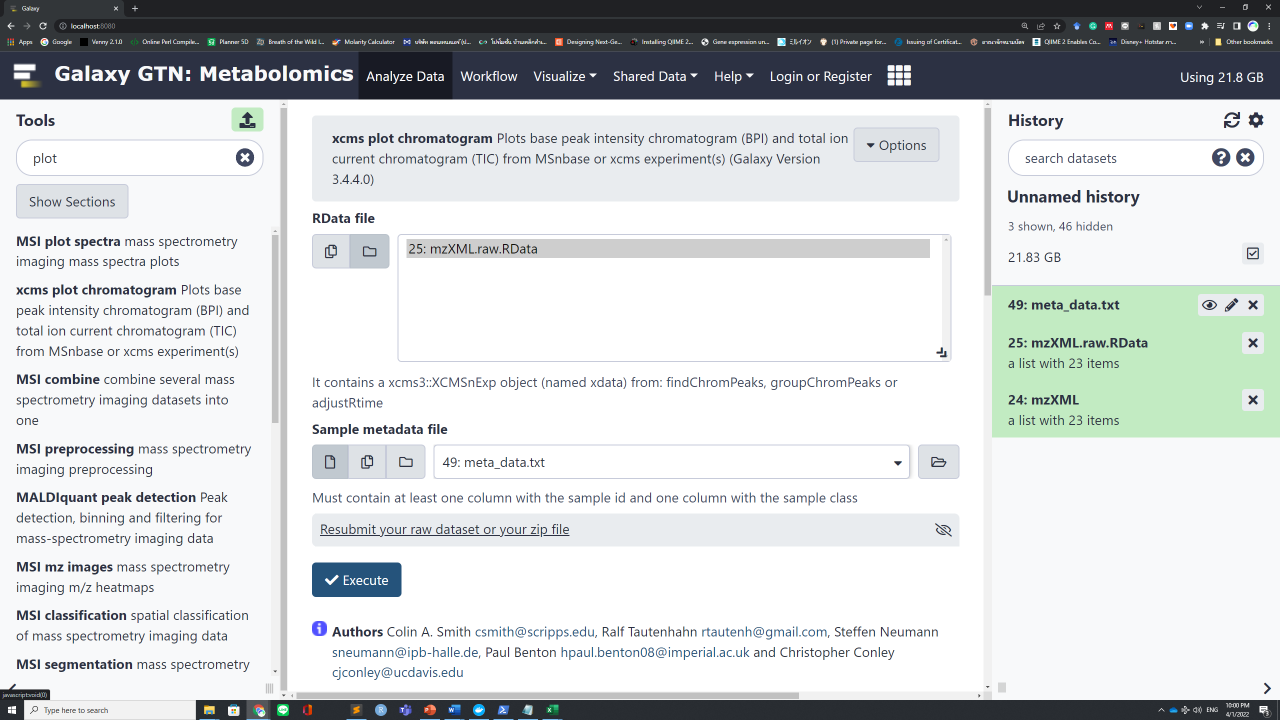 Galaxy
localhost:8080
Apps
Google
Venny 2.1.0
Online Perl Compile...
Planner 5D
Breath of the Wild I...
Molarity Calculator
Designing Next-Ge...
Installing QIIME 2...
Gene expression un...
(1) Private page for...
Issuing of Certificat...
QIIME 2 Enables Co...
Disney+ Hotstar กา...
Other bookmarks
Galaxy GTN: Metabolomics
Analyze Data
Workflow
Visualize
Shared Data
Help
Login or Register
Using 21.8 GB
Tools
plot
Show Sections
MSI plot spectra mass spectrometry
imaging mass spectra plots
xcms plot chromatogram Plots base
peak intensity chromatogram (BPI) and
total ion current chromatogram (TIC)
from MSnbase or xcms experiment(s)
MSI combine combine several mass
spectrometry imaging datasets into
one
MSI preprocessing mass spectrometry
imaging preprocessing
MALDIquant peak detection Peak
detection, binning and filtering for
mass-spectrometry imaging data
MSI mz images mass spectrometry
imaging m/z heatmaps
MSI classification spatial classification
of mass spectrometry imaging data
MSI segmentation mass spectrometry
javascript:void(0)
xcms plot chromatogram Plots base peak intensity chromatogram (BPI) and total ion
current chromatogram (TIC) from MSnbase or xcms experiment(s) (Galaxy Version
3.4.4.0)
Options
RData file
25: mzXML.raw.RData
It contains a xcms3::XCMSnExp object (named xdata) from: findChromPeaks, groupChromPeaks or
adjustRtime
Sample metadata file
49: meta_data.txt
Must contain at least one column with the sample id and one column with the sample class
Resubmit your raw dataset or your zip file
Execute
Authors Colin A. Smith csmith@scripps.edu, Ralf Tautenhahn rtautenh@gmail.com, Steffen Neumann
sneumann@ipb-halle.de, Paul Benton hpaul.benton08@imperial.ac.uk and Christopher Conley
cjconley@ucdavis.edu
History
search datasets
Unnamed history
3 shown, 46 hidden
21.83 GB
49: meta_data.txt
25: mzXML.raw.RData
a list with 23 items
24: mzXML
a list with 23 items
Type here to search
ENG
10:00 PM
4/1/2022